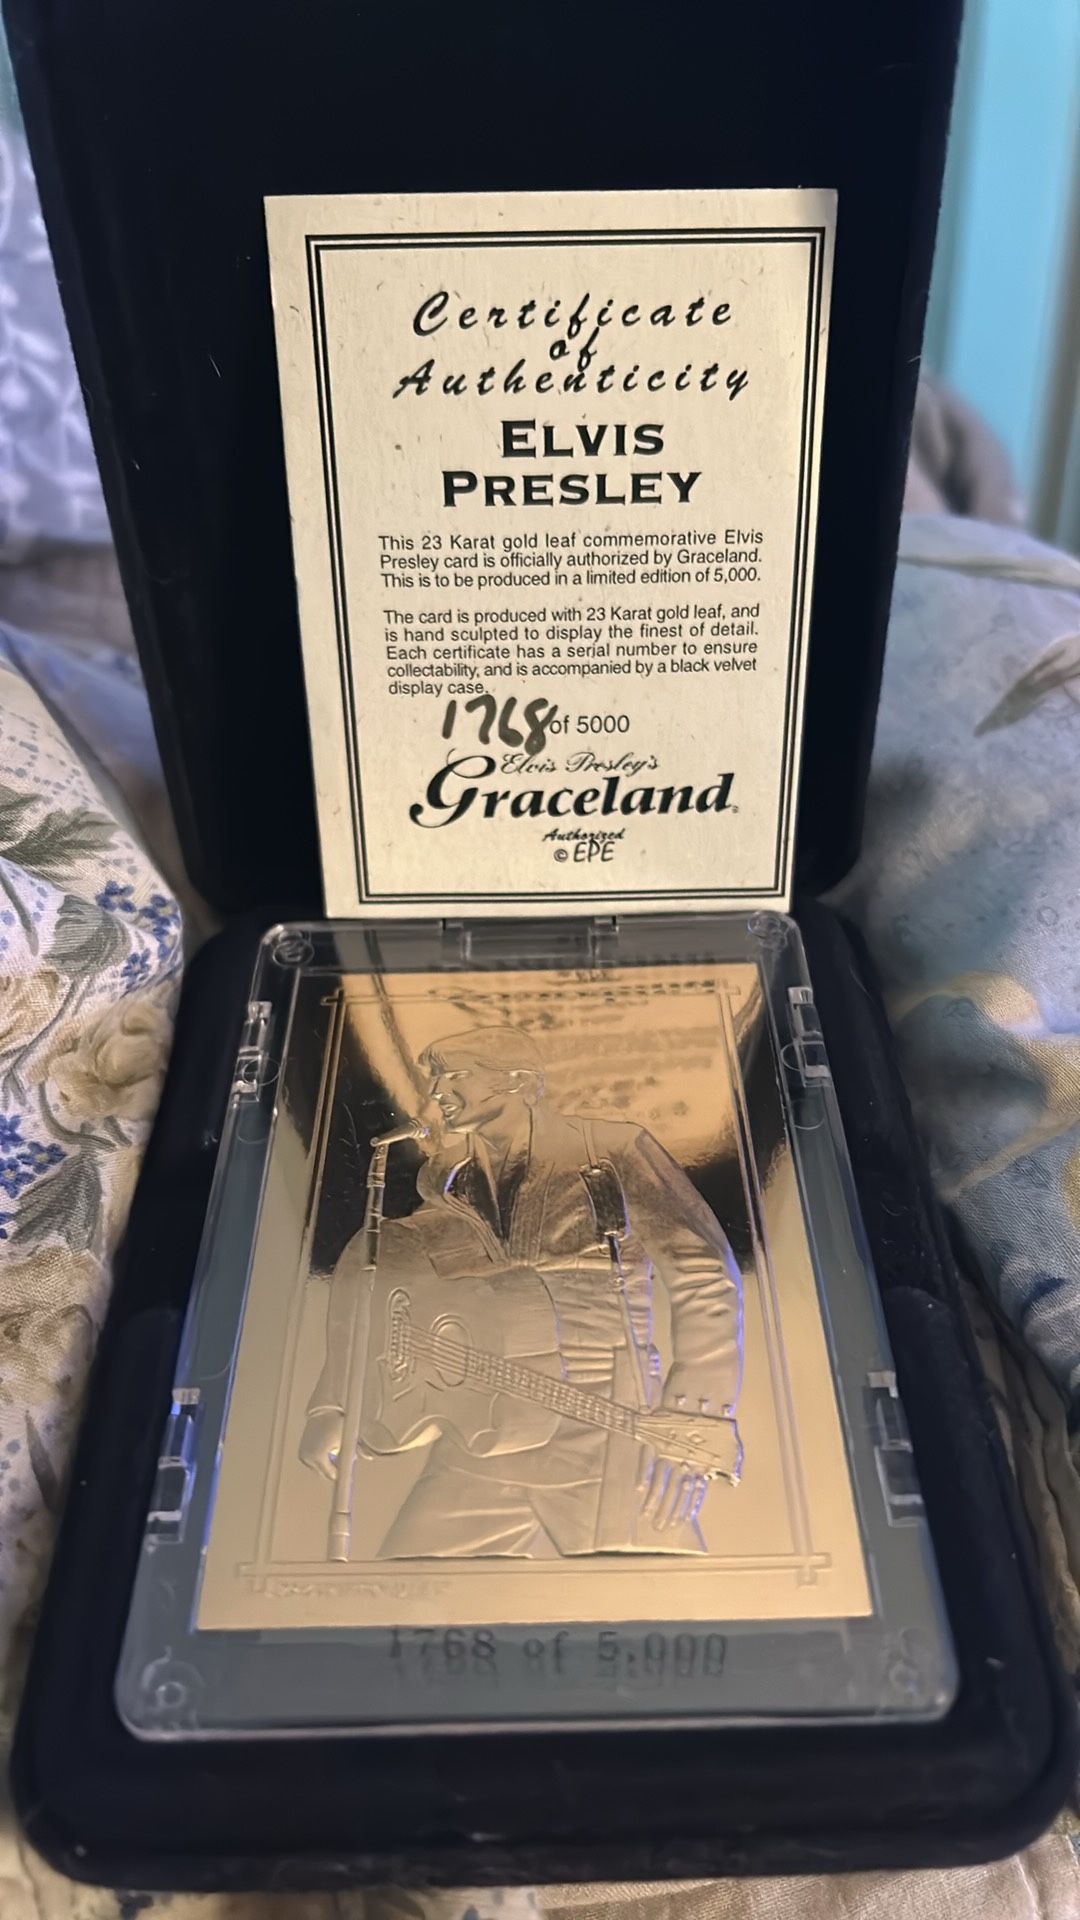 Certificate
of
Authenticity
ELVIS
PRESLEY
This 23 Karat gold leaf commemorative Elvis
Presley card is officially authorized by Graceland.
This is to be produced in a limited edition of 5,000.
The card is produced with 23 Karat gold leaf, and
is hand sculpted to display the finest of detail.
Each certificate has a serial number to ensure
collectability, and is accompanied by a black velvet
display case.
1768 of 5000
Elvis Presley's
Graceland
Authorized
© EPE
1768 of 5,000